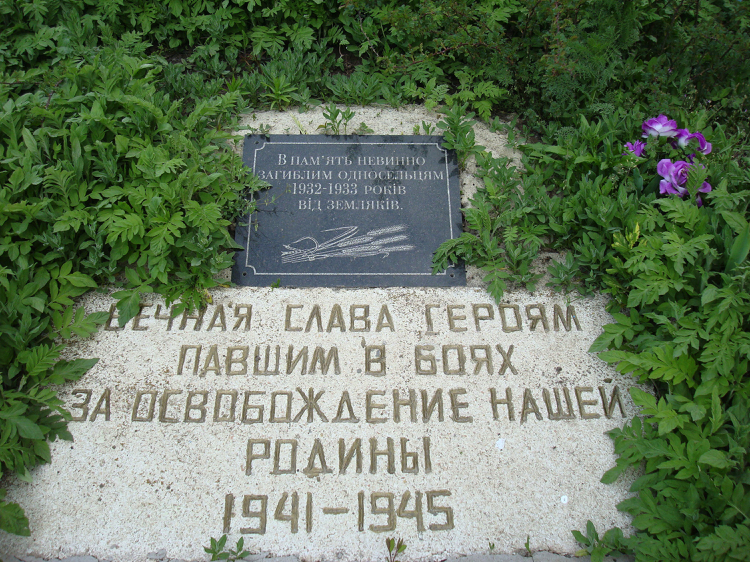 В ПАМ'ЯТЬ НЕВИННО
ЗАГИБЛИМ ОДНОСЕЛЬЦЯМ
1932-1933 РОКІВ
ВІД ЗЕМЛЯКІВ.
ВЕЧНАЯ СЛАВА ГЕРОЯМ
ПАВШИМ В БОЯХ
ЗА ОСВОБОЖДЕНИЕ НАШЕЙ
РОДИНЫ
1941-1945